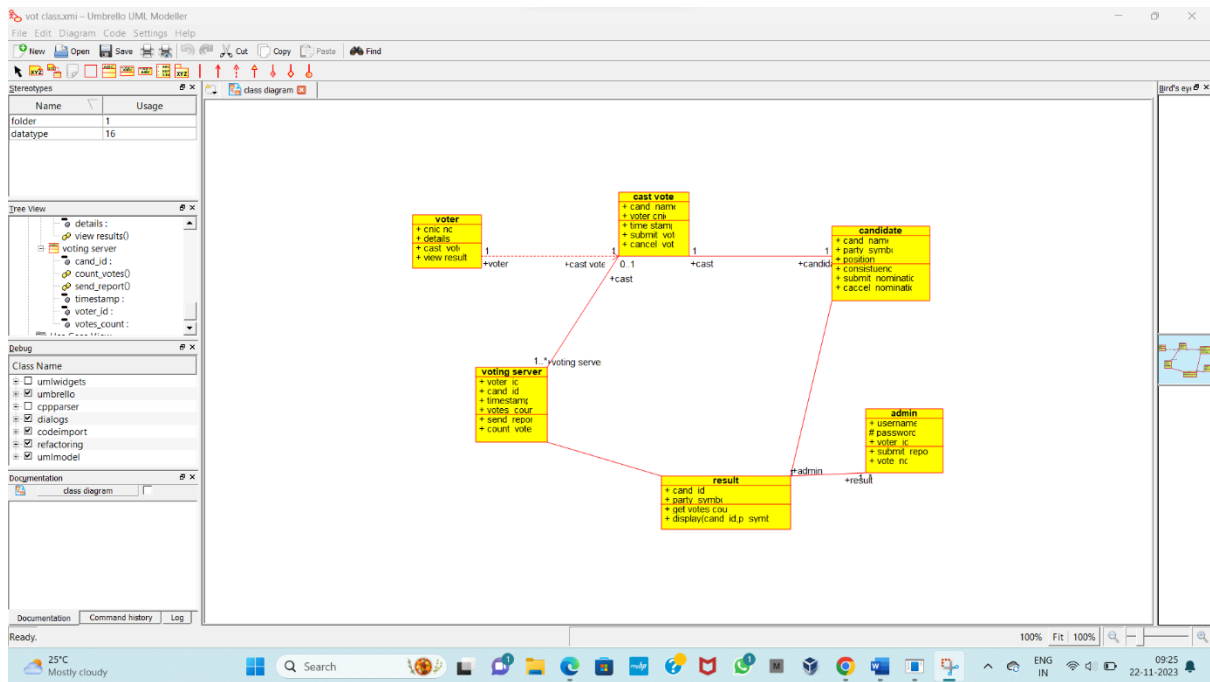 vot class.xmi – Umbrello UML Modeller
File Edit Diagram Code Settings Help
New Open Save Cut Copy Paste Find
Stereotypes
Name Usage
folder 1
datatype 16
Tree View
details :
view results()
voting server
cand_id :
count_votes()
send_report()
timestamp :
voter_id :
votes_count :
Debug
Class Name
umlwidgets
umbrello
cppparser
dialogs
codeimport
refactoring
umlmodel
Documentation
class diagram
Documentation Command history Log
class diagram
voter
+ cnic nc
+ details
+ cast vot
+ view result
1
+voter
+cast vote
1
0..1
+cast
cast vote
+ cand name
+ voter cni
+ time stam
+ submit vot
+ cancel vot
1
+cast
1
+candid
candidate
+ cand nam
+ party symb
+ position
+ consistuenc
+ submit nominatic
+ caccel nominatic
1..*
+voting serve
voting server
+ voter ic
+ cand id
+ timestam
+ votes cour
+ send repor
+ count vote
result
+ cand id
+ party symb
+ get votes cou
+ display(cand id,p symt
+admin
+result
admin
+ username
# password
+ voter ic
+ submit repo
+ vote nc
Bird's eye
Ready.
100% Fit 100%
25°C
Mostly cloudy
Search
ENG
IN
09:25
22-11-2023